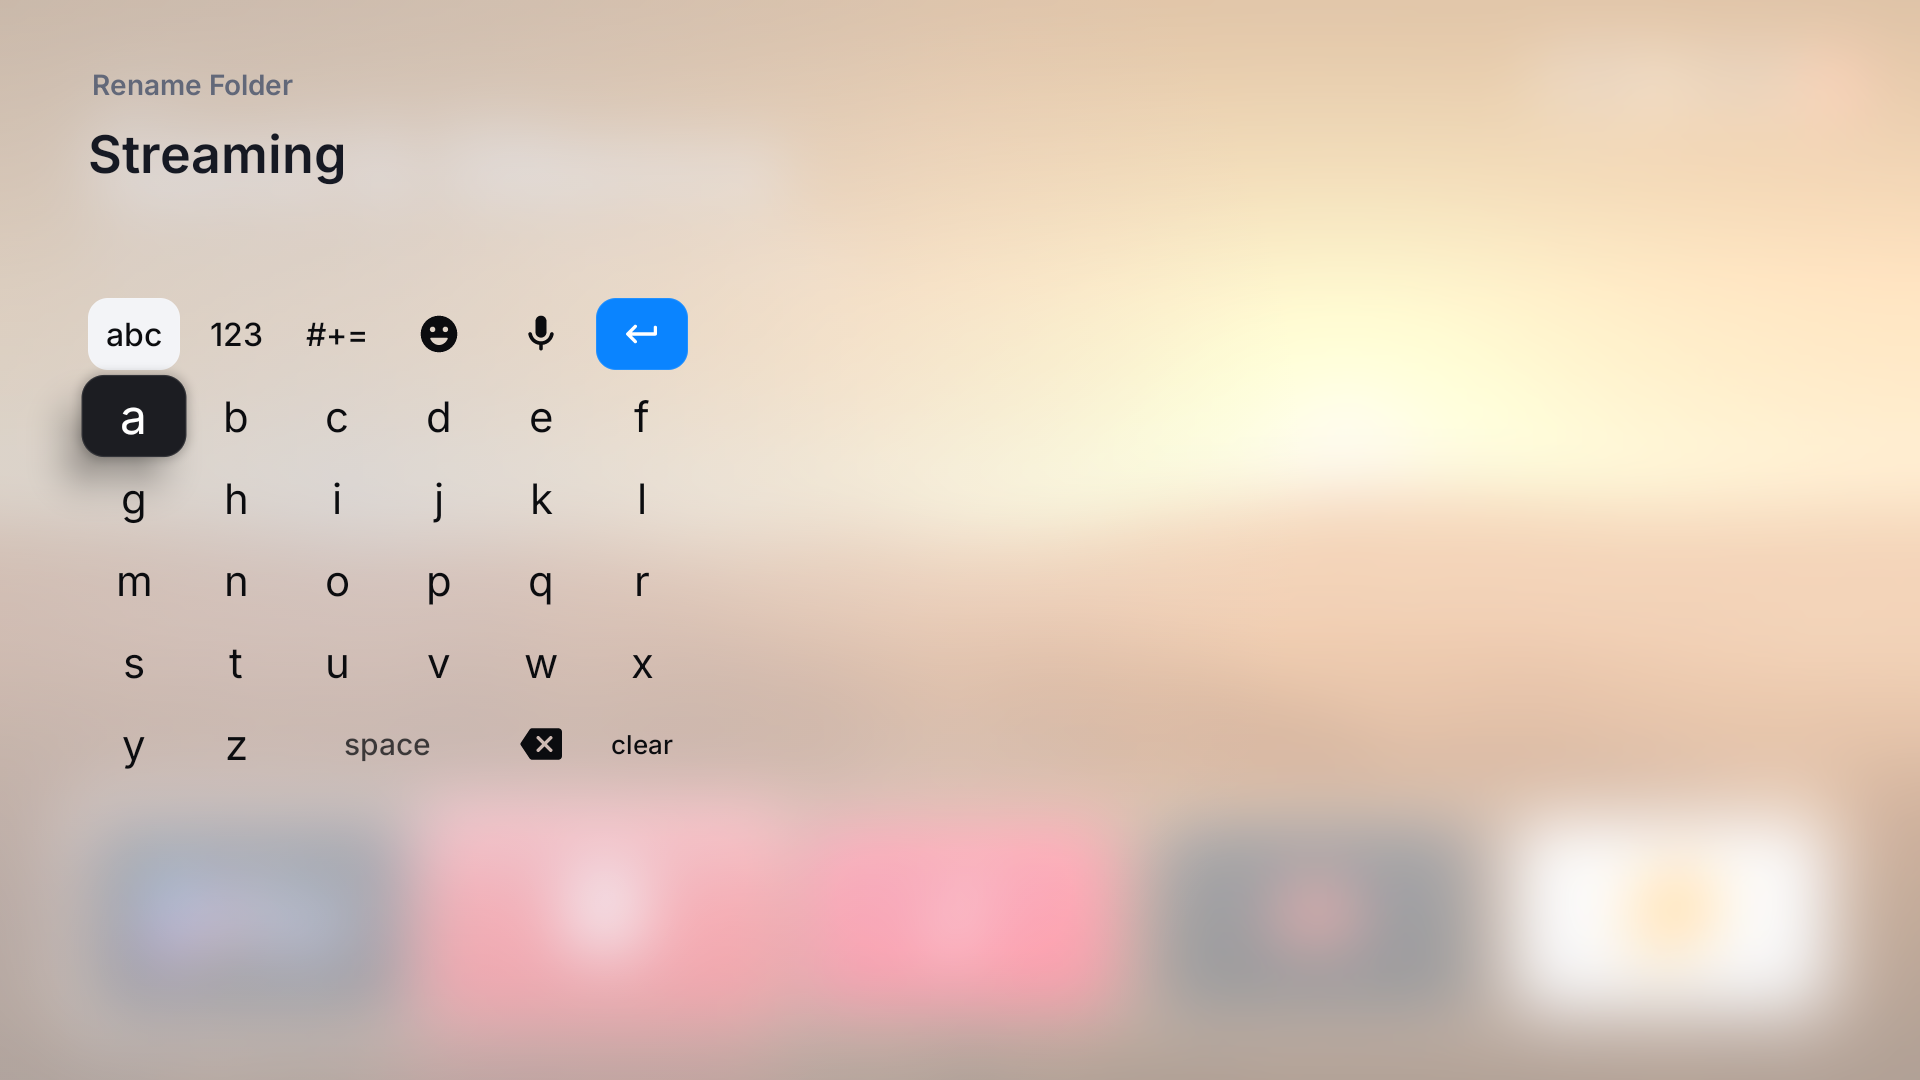 Rename Folder
Streaming
abc 123 #+=
a b c d e f
g h i j k l
m n o p q r
s t u v w x
y z space clear